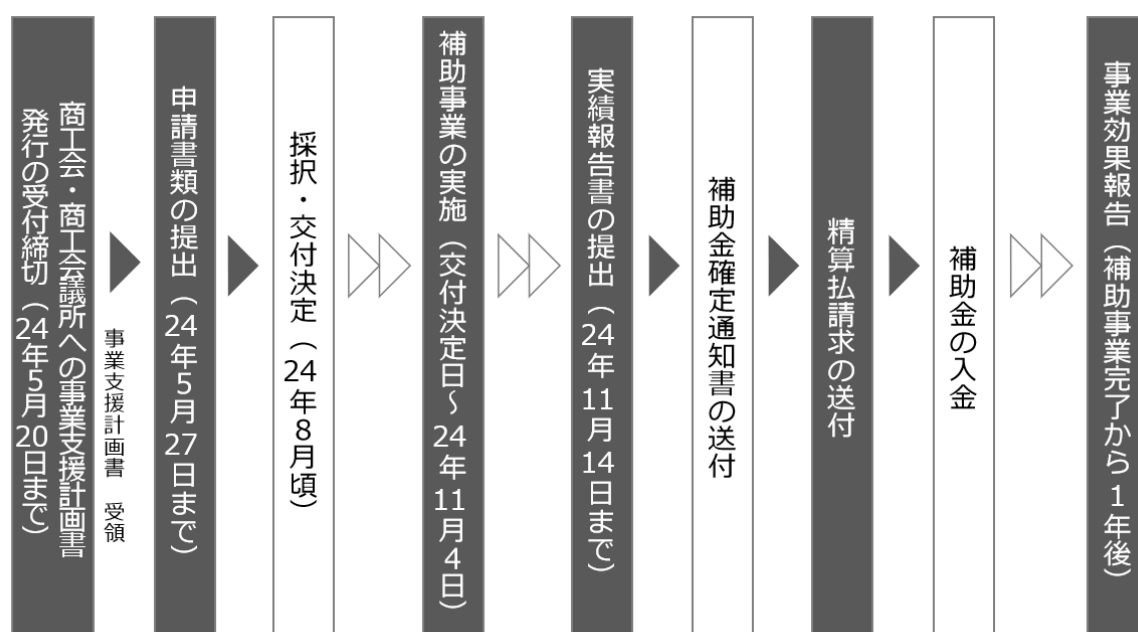 商工会・商工会議所への事業支援計画書
発行の受付締切（24年5月20日まで）
事業支援計画書　受領
申請書類の提出（24年5月27日まで）
採択・交付決定（24年8月頃）
補助事業の実施（交付決定日～24年11月4日）
実績報告書の提出（24年11月14日まで）
補助金確定通知書の送付
精算払請求の送付
補助金の入金
事業効果報告（補助事業完了から1年後）